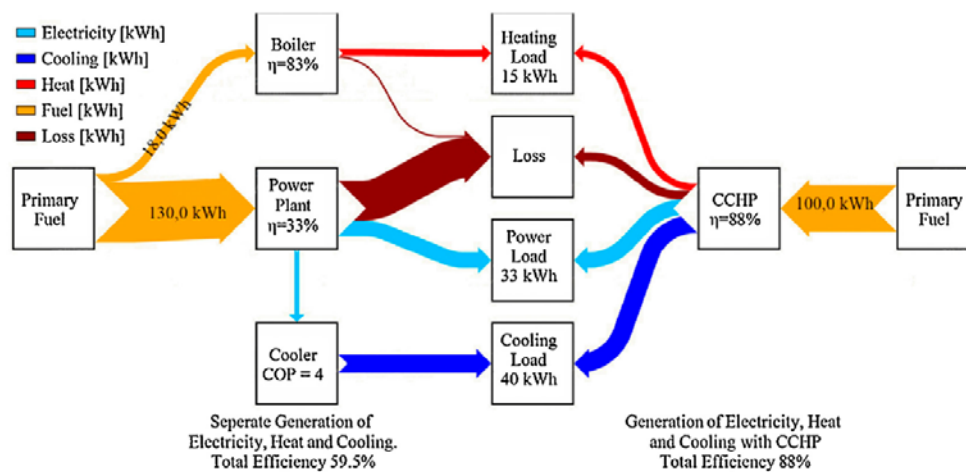 Electricity [kWh]
Cooling [kWh]
Heat [kWh]
Fuel [kWh]
Loss [kWh]
Boiler
η=83%
Heating
Load
15 kWh
18,0 kWh
Loss
Primary
Fuel
130,0 kWh
Power
Plant
η=33%
CCHP
η=88%
100,0 kWh
Primary
Fuel
Power
Load
33 kWh
Cooler
COP = 4
Cooling
Load
40 kWh
Seperate Generation of
Electricity, Heat and Cooling.
Total Efficiency 59.5%
Generation of Electricity, Heat
and Cooling with CCHP
Total Efficiency 88%